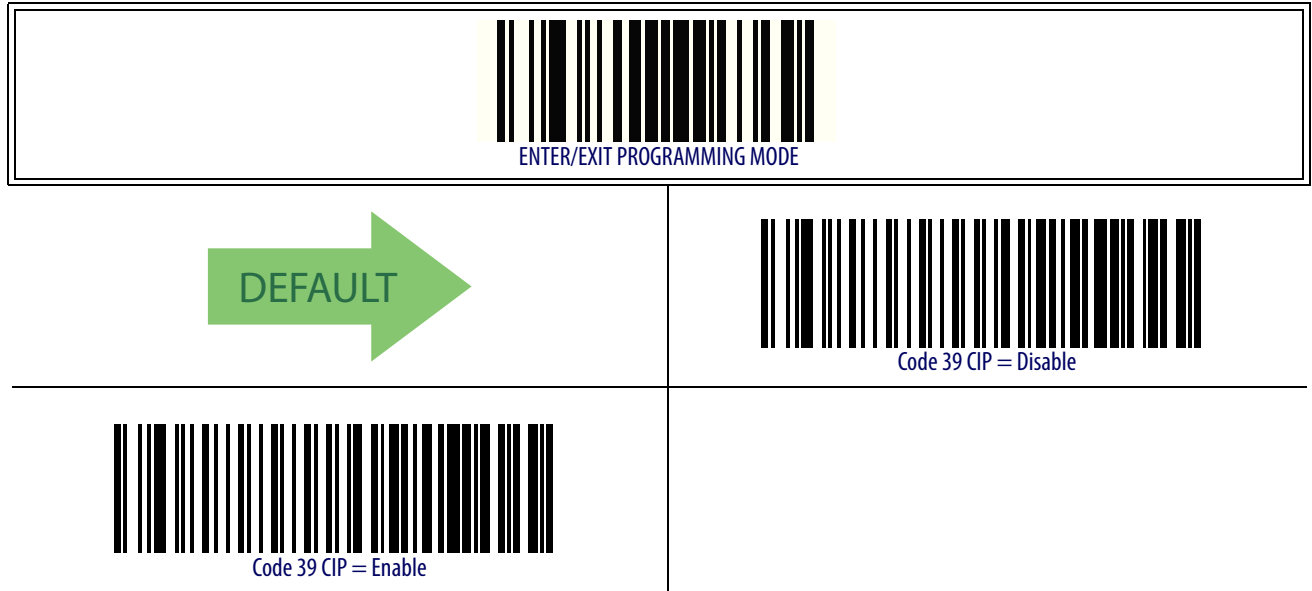 ENTER/EXIT PROGRAMMING MODE
DEFAULT
Code 39 CIP = Disable
Code 39 CIP = Enable